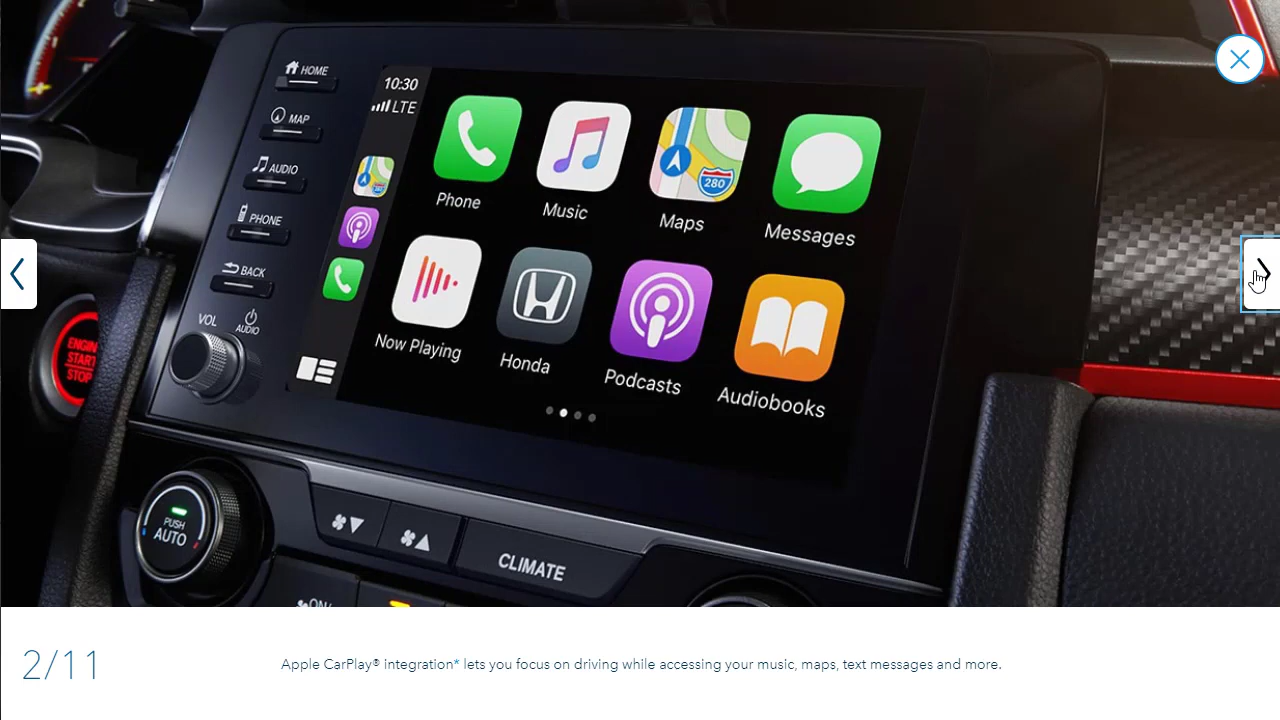 HOME
MAP
AUDIO
PHONE
BACK
VOL
AUDIO
10:30
LTE
Phone
Music
280
Maps
Messages
Now Playing
Honda
Podcasts
Audiobooks
ENGINE
START
STOP
PUSH
AUTO
CLIMATE
ON/
2/11
Apple CarPlay® integration* lets you focus on driving while accessing your music, maps, text messages and more.